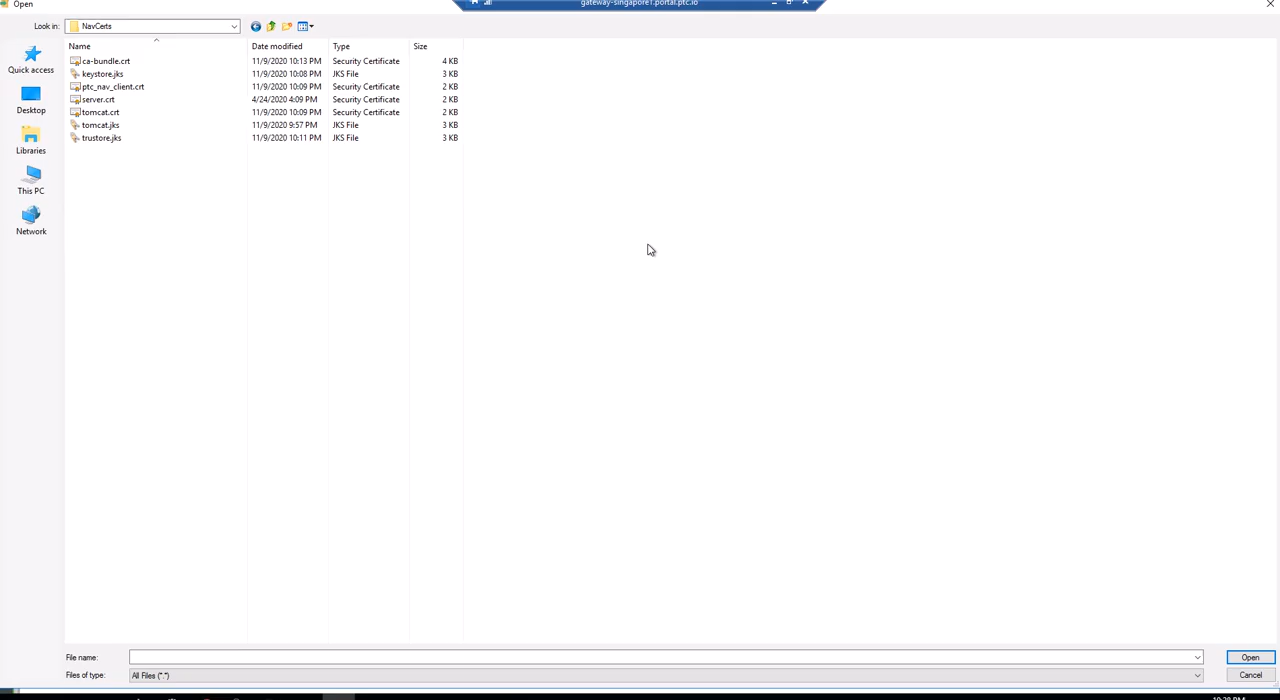 Open
gateway-singapore1.portal.ptc.io
Look in: NavCerts
Name Date modified Type Size
ca-bundle.crt 11/9/2020 10:13 PM Security Certificate 4 KB
keystore.jks 11/9/2020 10:08 PM JKS File 3 KB
ptc_nav_client.crt 11/9/2020 10:09 PM Security Certificate 2 KB
server.crt 4/24/2020 4:09 PM Security Certificate 2 KB
tomcat.crt 11/9/2020 10:09 PM Security Certificate 2 KB
tomcat.jks 11/9/2020 9:57 PM JKS File 3 KB
trustore.jks 11/9/2020 10:11 PM JKS File 3 KB
Quick access
Desktop
Libraries
This PC
Network
File name:
Open
Files of type: All Files (*.*)
Cancel